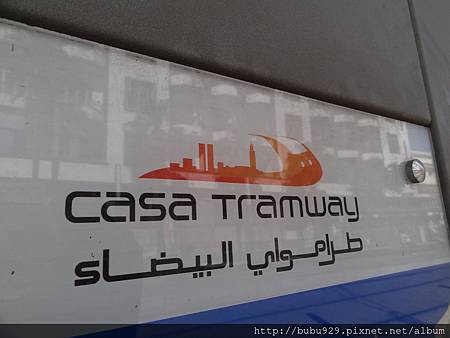 casa Tramway
طرامواي البيضاء
http://bubu929.pixnet.net/album